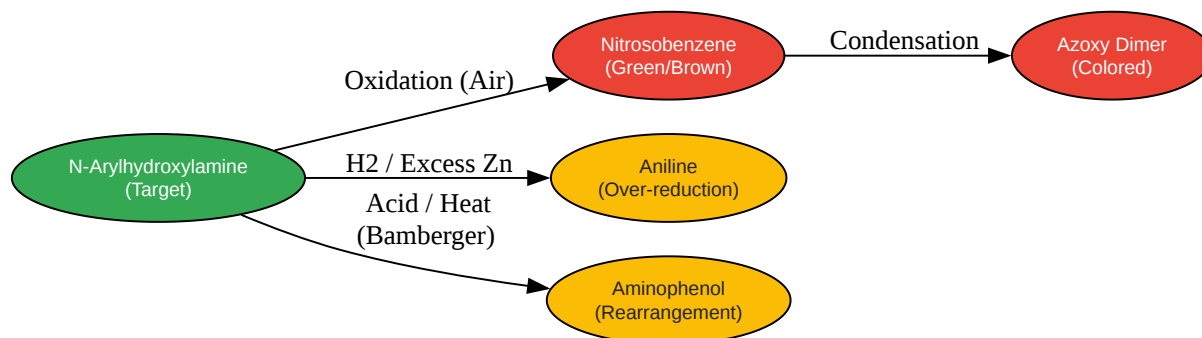 Nitrosobenzene
(Green/Brown)
Condensation
Azoxy Dimer
(Colored)
Oxidation (Air)
N-Arylhydroxylamine
(Target)
H2 / Excess Zn
Aniline
(Over-reduction)
Acid / Heat
(Bamberger)
Aminophenol
(Rearrangement)